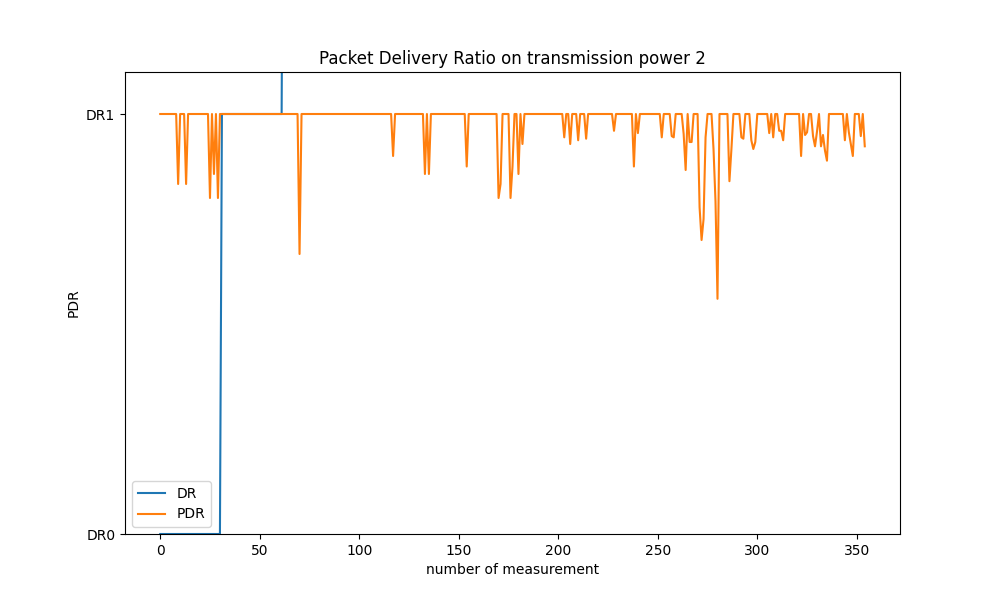 Packet Delivery Ratio on transmission power 2
DR1
PDR
DR
PDR
DR0
0 50 100 150 200 250 300 350
number of measurement